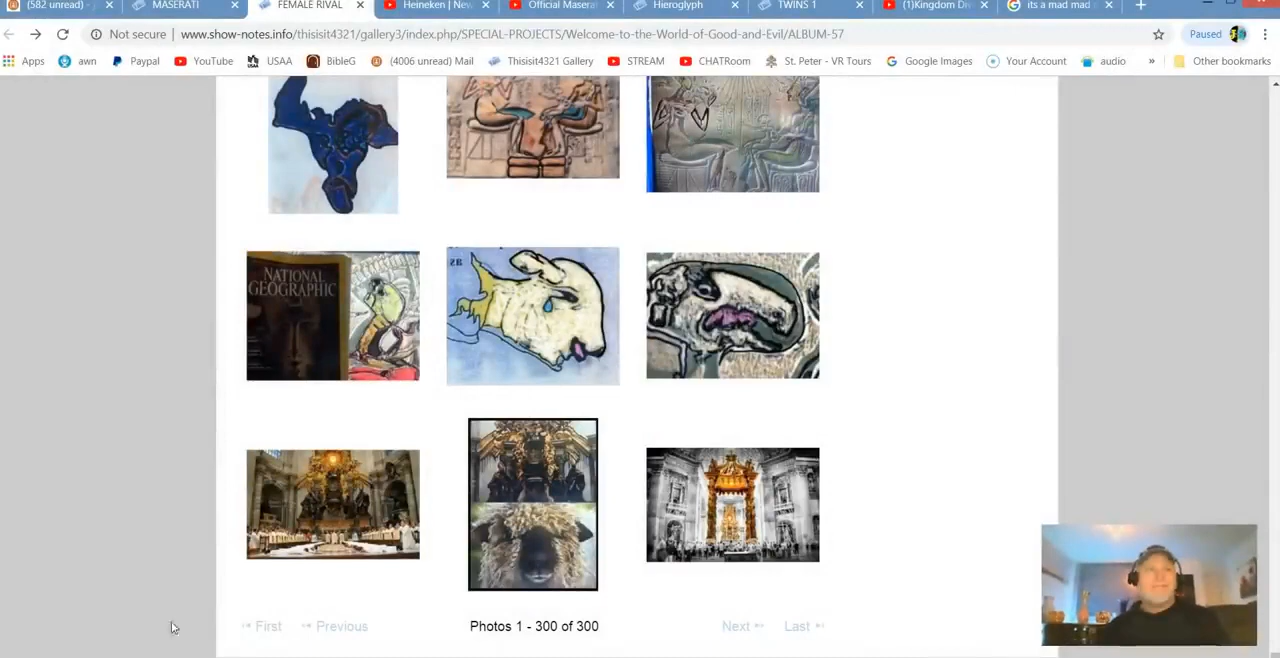 (582 unread) -
MASERATI
FEMALE RIVAL
Heineken | New
Official Masera
Hieroglyph
TWINS 1
(1)Kingdom Dr
its a mad mad
Not secure
www.show-notes.info/thisisit4321/gallery3/index.php/SPECIAL-PROJECTS/Welcome-to-the-World-of-Good-and-Evil/ALBUM-57
Paused
Apps
awn
Paypal
YouTube
USAA
BibleG
(4006 unread) Mail
Thisisit4321 Gallery
STREAM
CHATRoom
St. Peter - VR Tours
Google Images
Your Account
audio
»
Other bookmarks
NATIONAL
GEOGRAPHIC
First
Previous
Photos 1 - 300 of 300
Next
Last